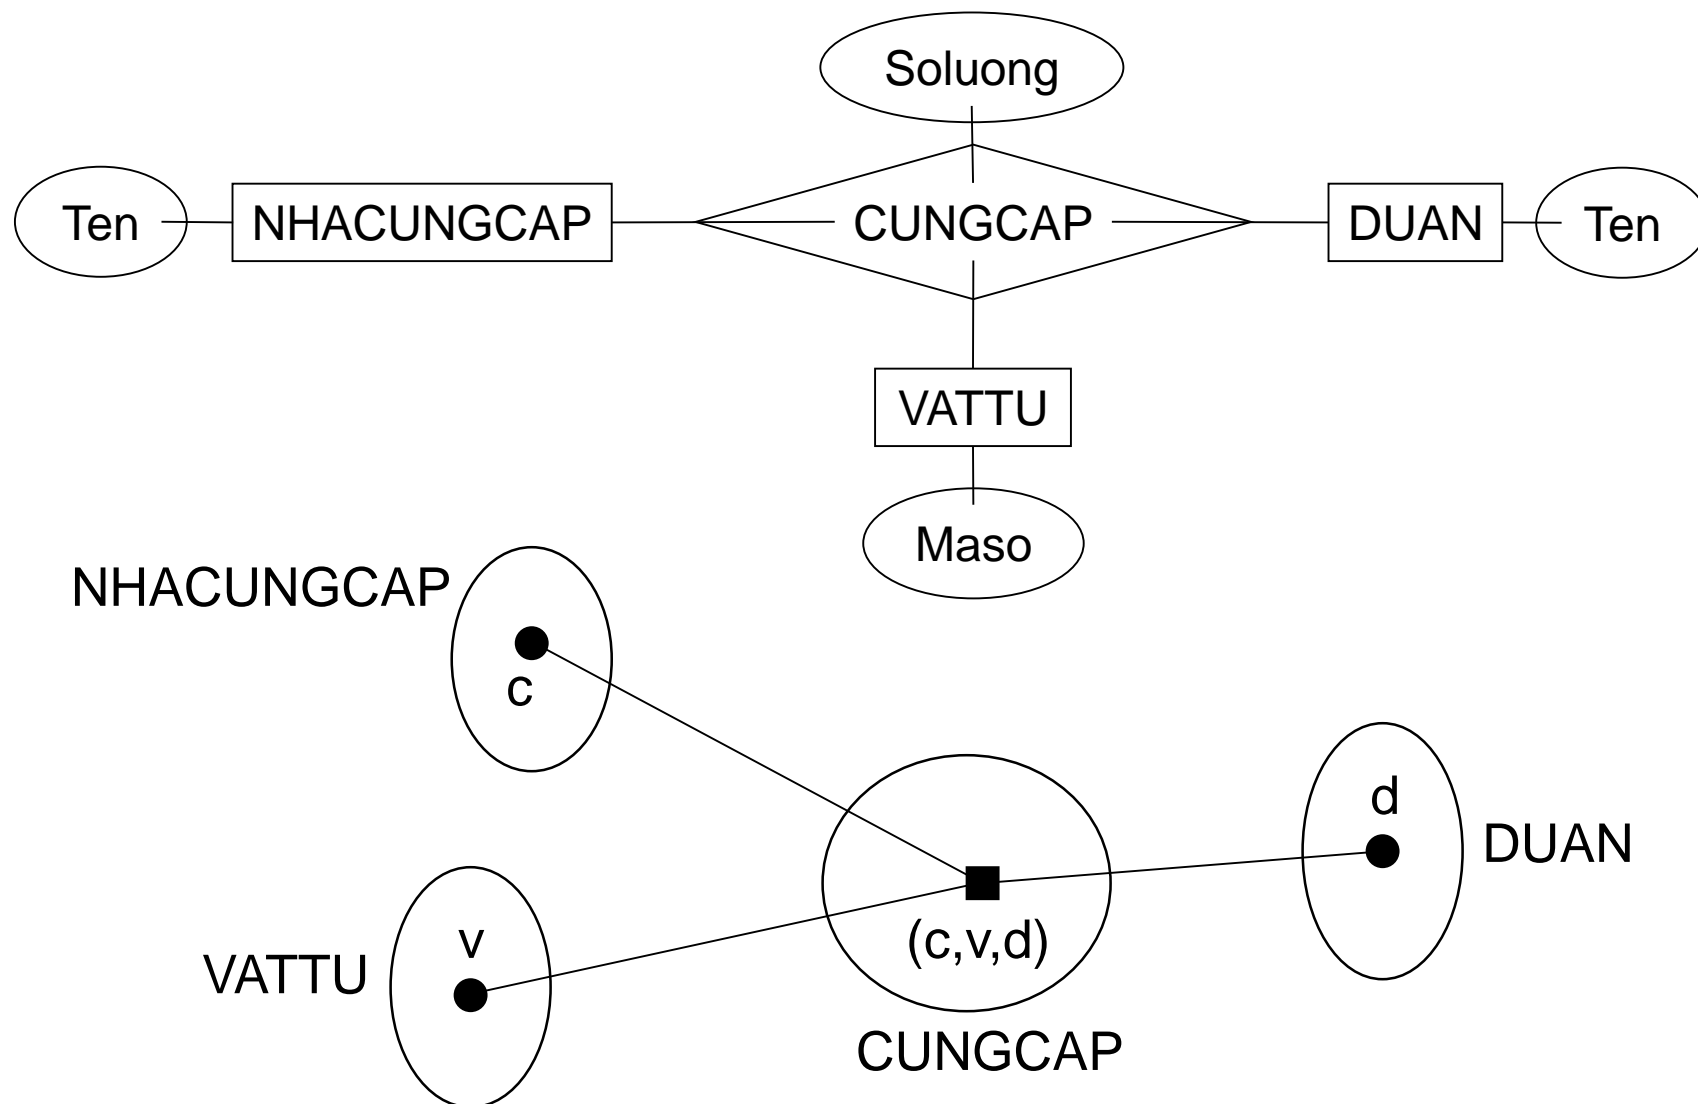 Soluong
Ten
NHACUNGCAP
CUNGCAP
DUAN
Ten
VATTU
Maso
NHACUNGCAP
c
d
DUAN
v
VATTU
(c,v,d)
CUNGCAP